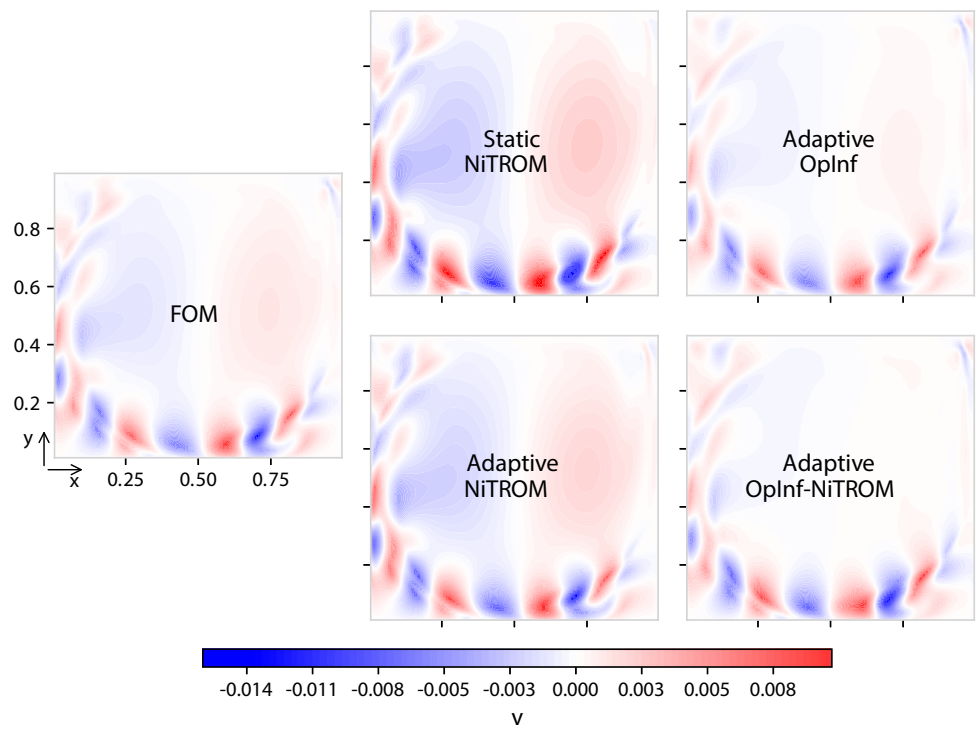 Static
NiTROM
Adaptive
OpInf
FOM
0.8
0.6
0.4
0.2
y
x
0.25
0.50
0.75
Adaptive
NiTROM
Adaptive
OpInf-NiTROM
-0.014 -0.011 -0.008 -0.005 -0.003 0.000 0.003 0.005 0.008
v